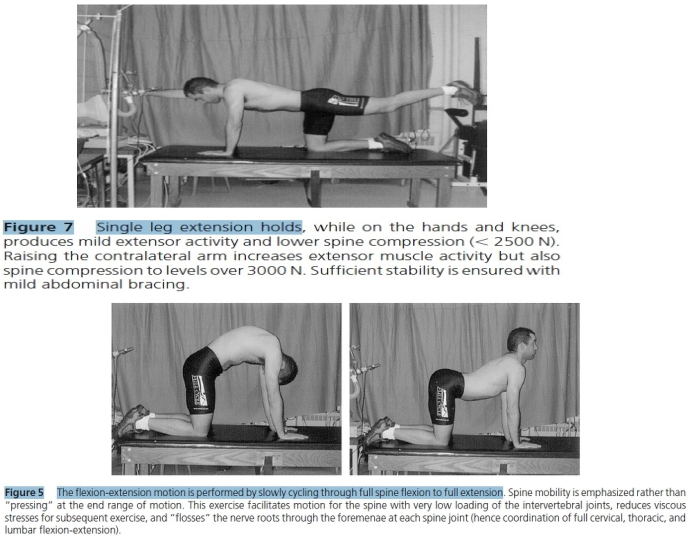 Figure 7 Single leg extension holds, while on the hands and knees,
produces mild extensor activity and lower spine compression (< 2500 N).
Raising the contralateral arm increases extensor muscle activity but also
spine compression to levels over 3000 N. Sufficient stability is ensured with
mild abdominal bracing.
Figure 5 The flexion-extension motion is performed by slowly cycling through full spine flexion to full extension. Spine mobility is emphasized rather than
"pressing" at the end range of motion. This exercise facilitates motion for the spine with very low loading of the intervertebral joints, reduces viscous
stresses for subsequent exercise, and "flosses" the nerve roots through the foremenae at each spine joint (hence coordination of full cervical, thoracic, and
lumbar flexion-extension).